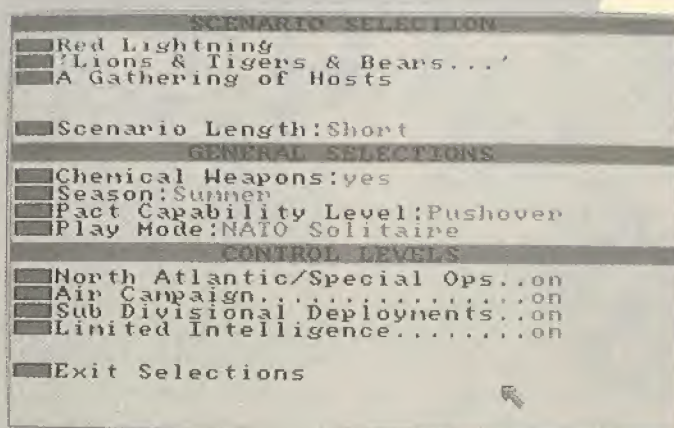 SCENARIO SELECTION
Red Lightning
'Lions & Tigers & Bears...'
A Gathering of Hosts
Scenario Length:Short
GENERAL SELECTIONS
Chemical Weapons:yes
Season:Summer
Pact Capability Level:Pushover
Play Mode:NATO Solitaire
CONTROL LEVELS
North Atlantic/Special Ops..on
Air Campaign................on
Sub Divisional Deployments..on
Limited Intelligence........on
Exit Selections